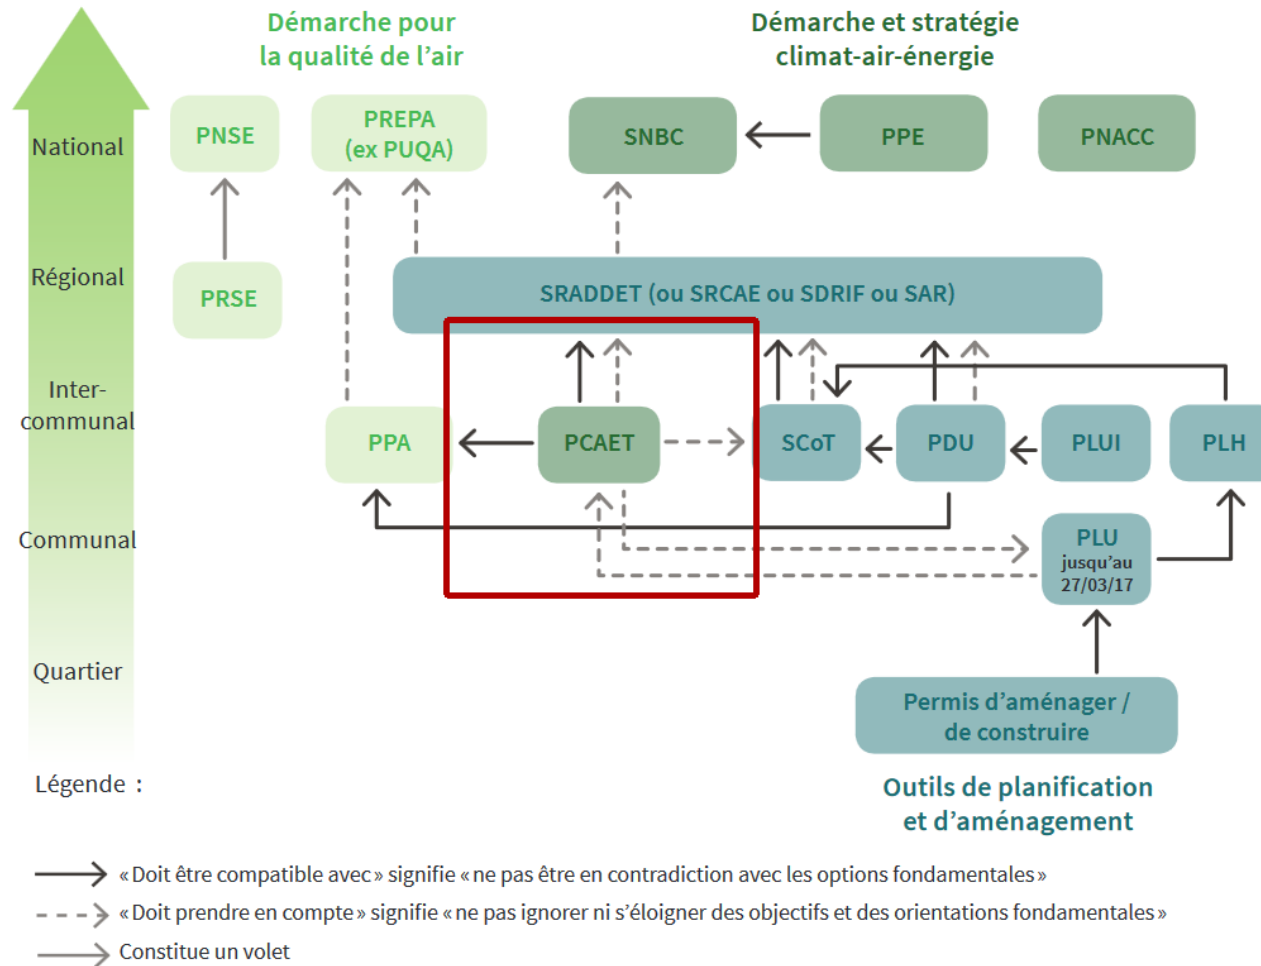 Démarche pour
la qualité de l’air
Démarche et stratégie
climat-air-énergie
National
PNSE
PREPA
(ex PUQA)
SNBC
PPE
PNACC
Régional
PRSE
SRADDET (ou SRCAE ou SDRIF ou SAR)
Inter-
communal
PPA
PCAET
SCoT
PDU
PLUI
PLH
Communal
PLU
jusqu’au
27/03/17
Quartier
Permis d’aménager /
de construire
Légende :
Outils de planification
et d’aménagement
« Doit être compatible avec » signifie « ne pas être en contradiction avec les options fondamentales »
« Doit prendre en compte » signifie « ne pas ignorer ni s’éloigner des objectifs et des orientations fondamentales »
Constitue un volet